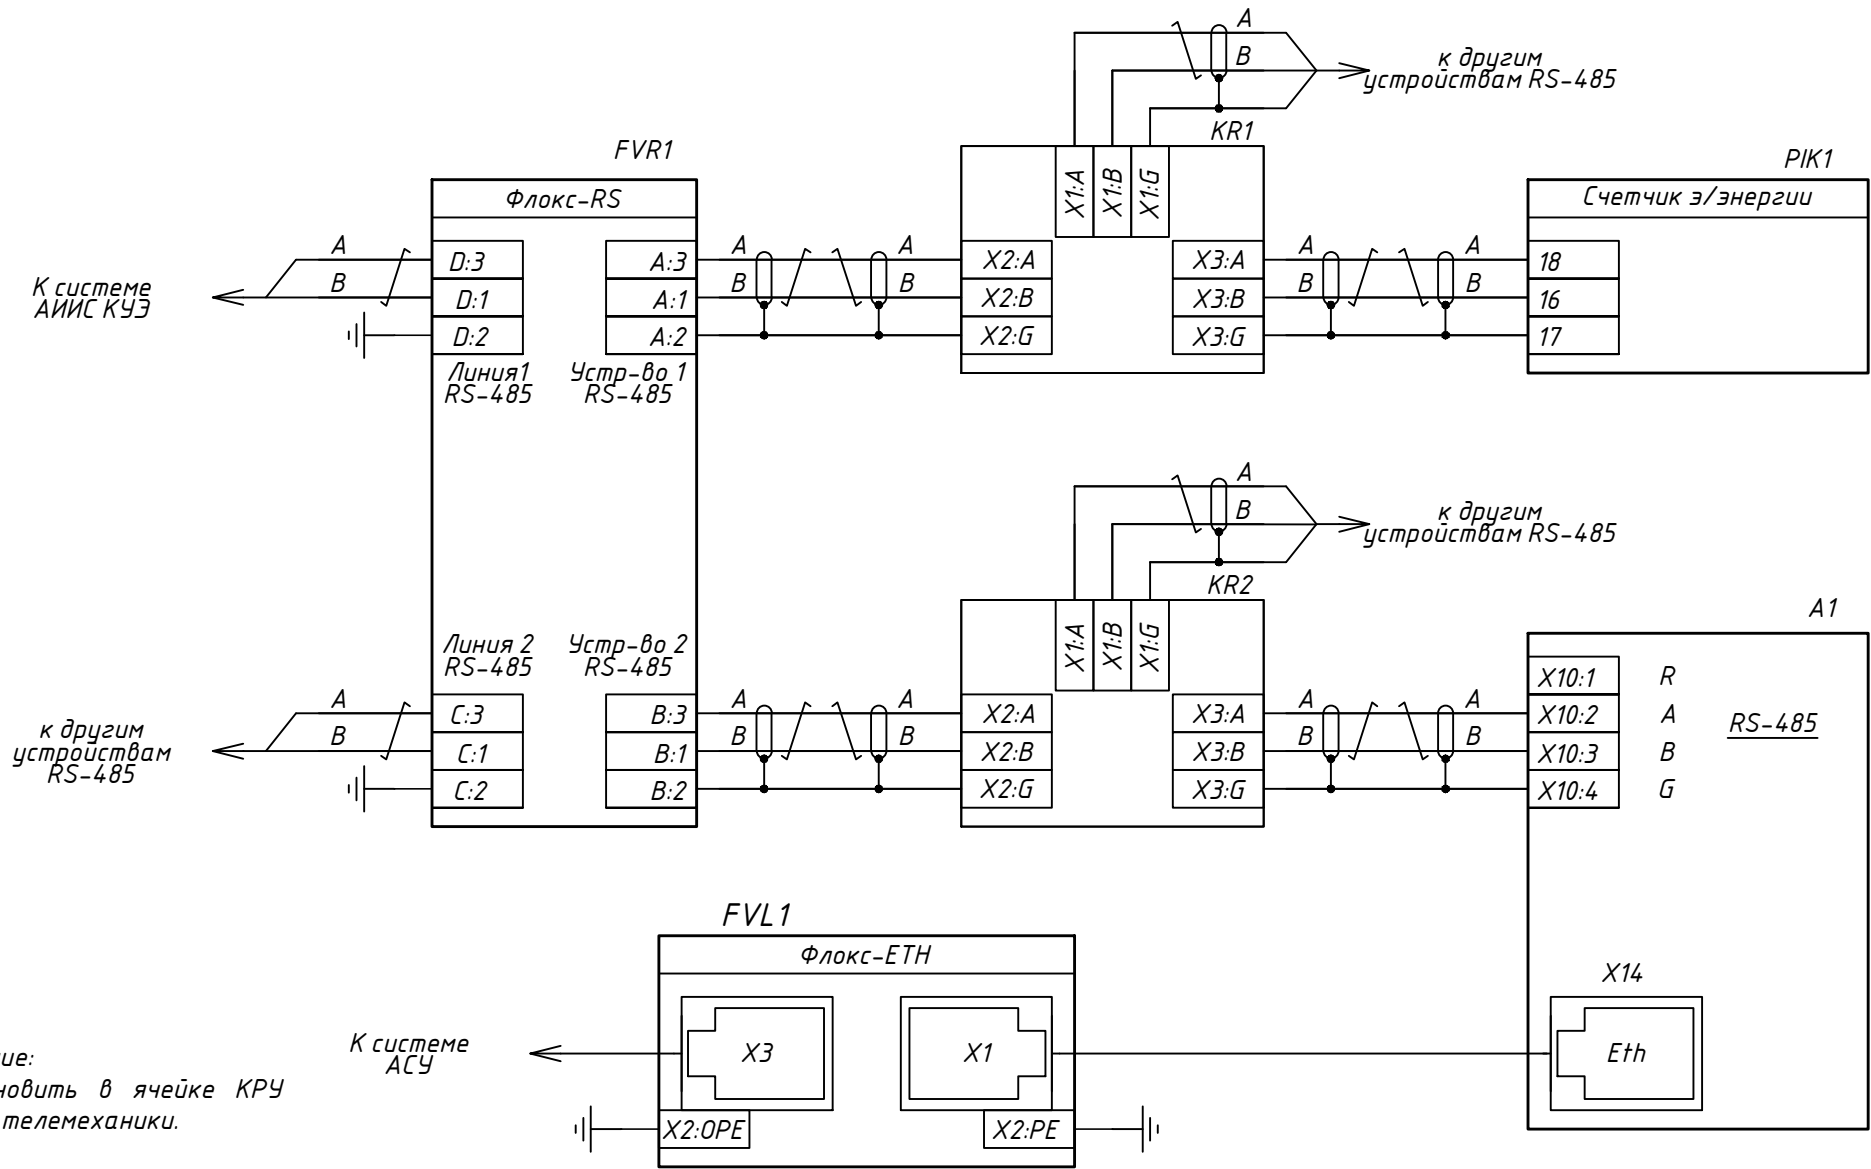 A
B
к другим
устройствам RS-485
KR1
X1:A
X1:B
X1:G
FVR1
Флокс-RS
PIK1
Счетчик э/энергии
К системе
АИИС КУЭ
A
B
D:3
D:1
D:2
Линия1
RS-485
A:3
A:1
A:2
Устр-во 1
RS-485
A
B
A
B
X2:A
X2:B
X2:G
X3:A
X3:B
X3:G
A
B
A
B
18
16
17
A
B
к другим
устройствам RS-485
KR2
X1:A
X1:B
X1:G
A1
Линия 2
RS-485
Устр-во 2
RS-485
к другим
устройствам
RS-485
A
B
C:3
C:1
C:2
B:3
B:1
B:2
A
B
A
B
X2:A
X2:B
X2:G
X3:A
X3:B
X3:G
A
B
A
B
X10:1 R
X10:2 A
X10:3 B
X10:4 G
RS-485
FVL1
Флокс-ETH
К системе
АСУ
X3
X1
X2:OPE
X2:PE
X14
Eth
ие:
новить в ячейке КРУ
телемеханики.